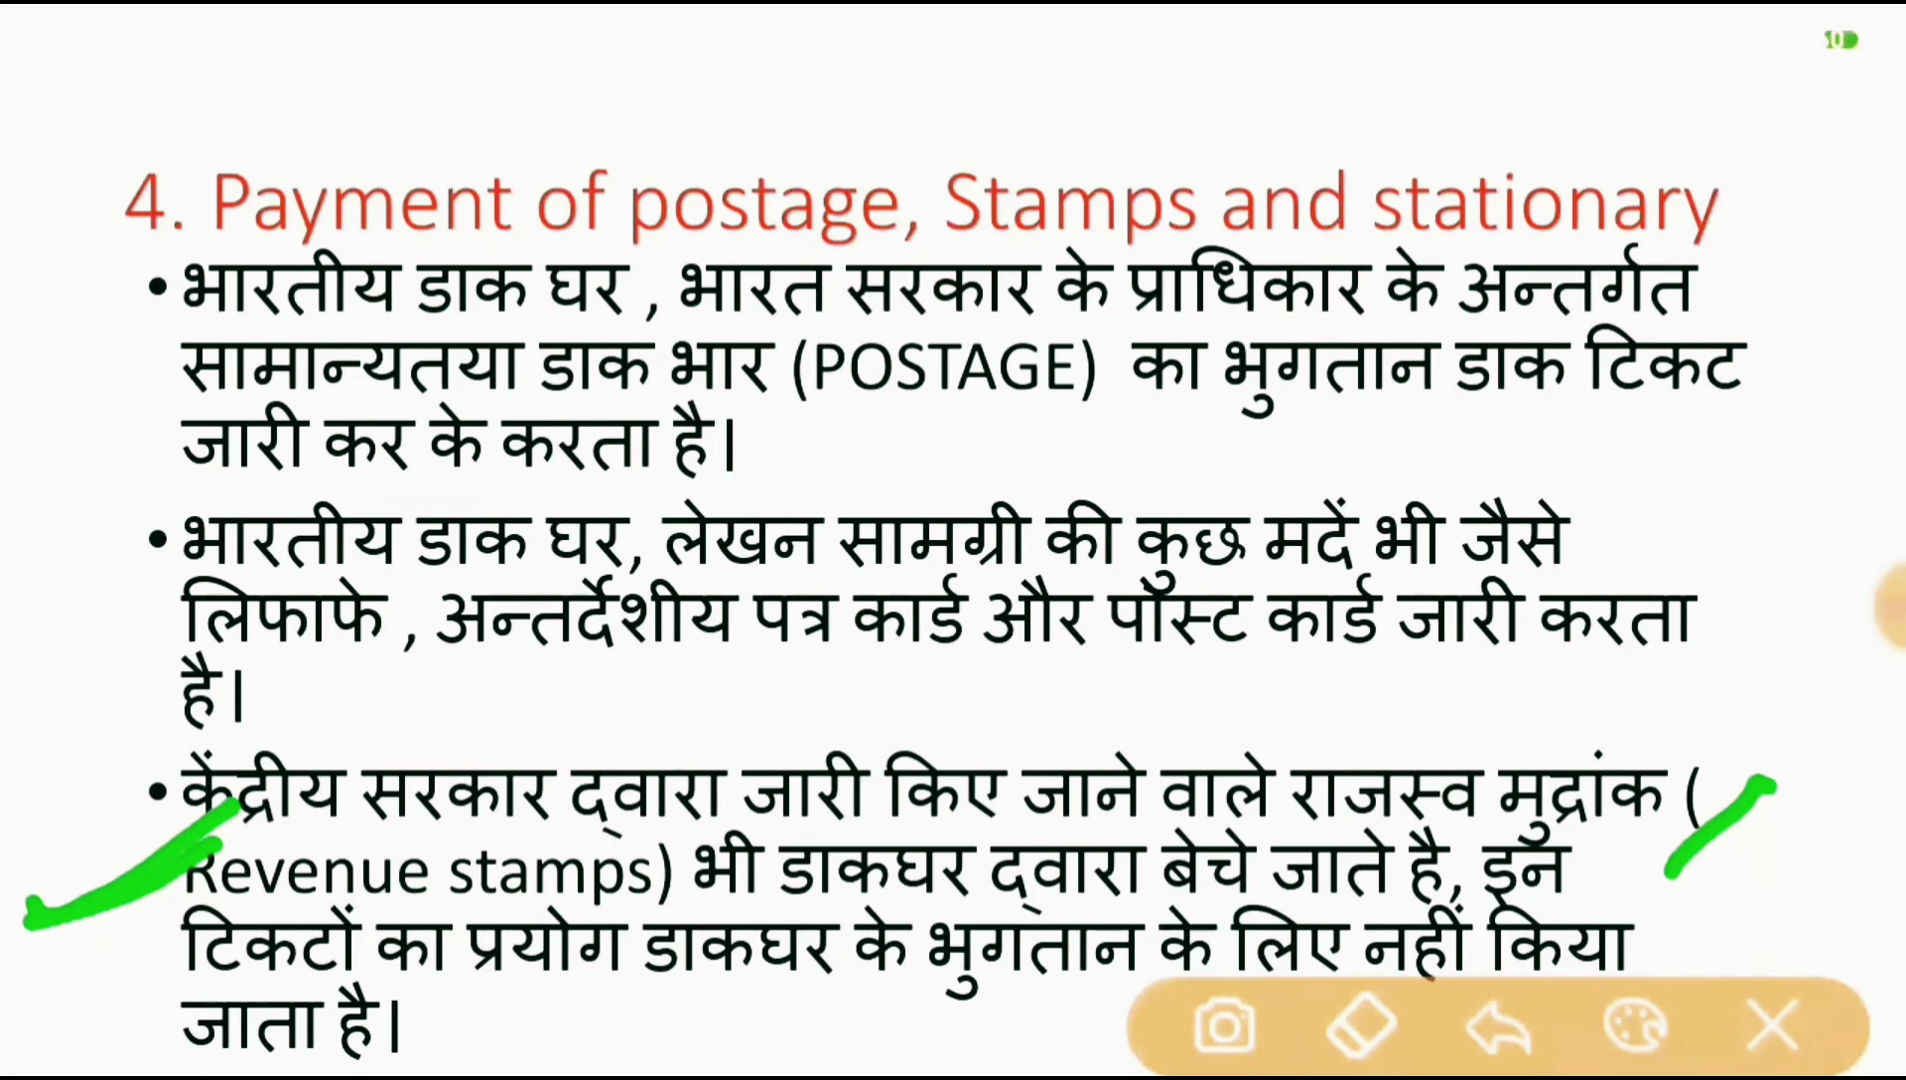 4. Payment of postage, Stamps and stationary
• भारतीय डाक घर , भारत सरकार के प्राधिकार के अन्तर्गत
सामान्यतया डाक भार (POSTAGE) का भुगतान डाक टिकट
जारी कर के करता है।
• भारतीय डाक घर, लेखन सामग्री की कुछ मदें भी जैसे
लिफाफे , अन्तर्देशीय पत्र कार्ड और पोस्ट कार्ड जारी करता
है।
• केंद्रीय सरकार द्वारा जारी किए जाने वाले राजस्व मुद्रांक (
Revenue stamps) भी डाकघर द्वारा बेचे जाते है, इन
टिकटों का प्रयोग डाकघर के भुगतान के लिए नहीं किया
जाता है।